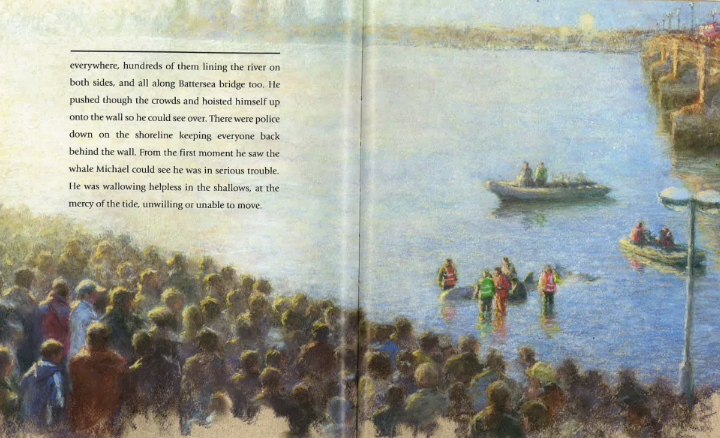 everywhere, hundreds of them lining the river on
both sides, and all along Battersea bridge too. He
pushed though the crowds and hoisted himself up
onto the wall so he could see over. There were police
down on the shoreline keeping everyone back
behind the wall. From the first moment he saw the
whale Michael could see he was in serious trouble.
He was wallowing helpless in the shallows, at the
mercy of the tide, unwilling or unable to move.